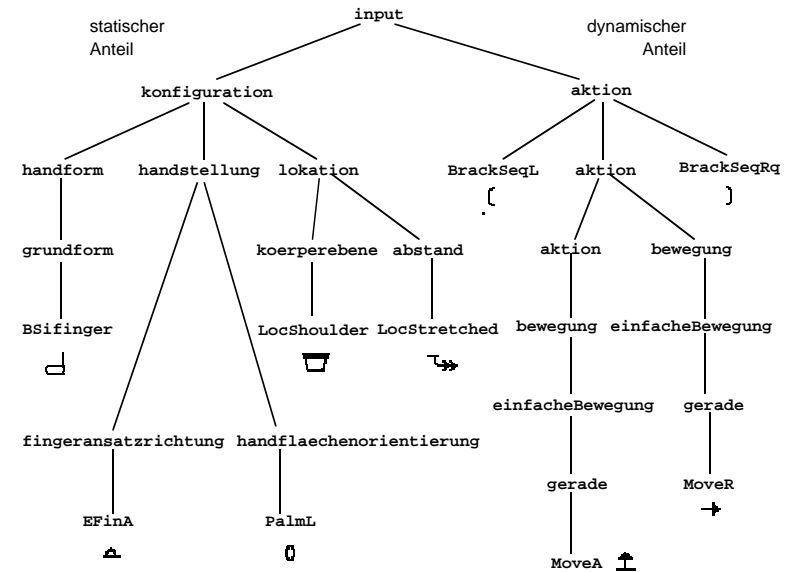 input
statischer
Anteil
dynamischer
Anteil
konfiguration
aktion
handform
handstellung
lokation
BrackSeqL
aktion
BrackSeqRq
grundform
koerperebene
abstand
aktion
bewegung
BSifinger
LocShoulder
LocStretched
bewegung
einfacheBewegung
einfacheBewegung
gerade
fingeransatzrichtung
handflaechenorientierung
gerade
MoveR
EFinA
PalmL
MoveA